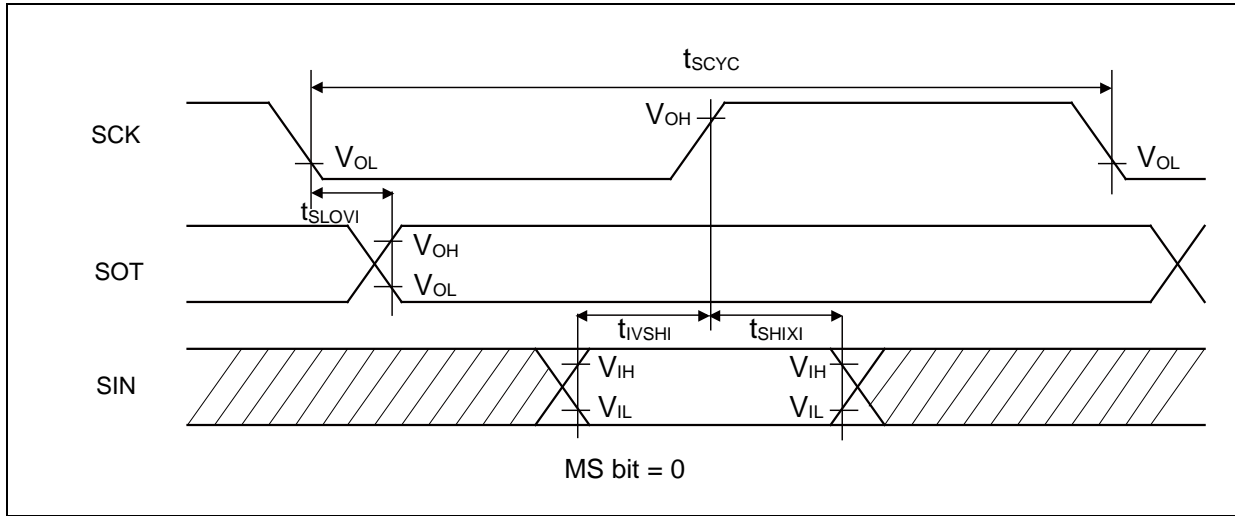 tSCYC
SCK
VOH
VOL
VOL
tSLOVI
SOT
VOH
VOL
tIVSHI
tSHIXI
SIN
VIH
VIH
VIL
VIL
MS bit = 0